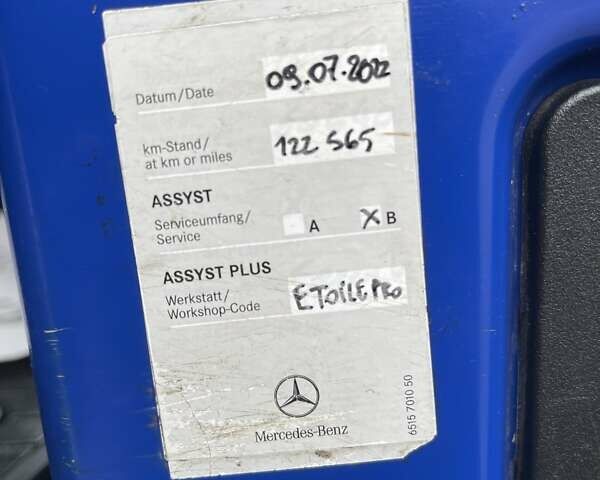 Datum/Date 09.07.2022
km-Stand/
at km or miles 122 565
ASSYST
Serviceumfang/
Service A X B
ASSYST PLUS
Werkstatt/
Workshop-Code ETOILE PRO
Mercedes-Benz
6515 7010 50